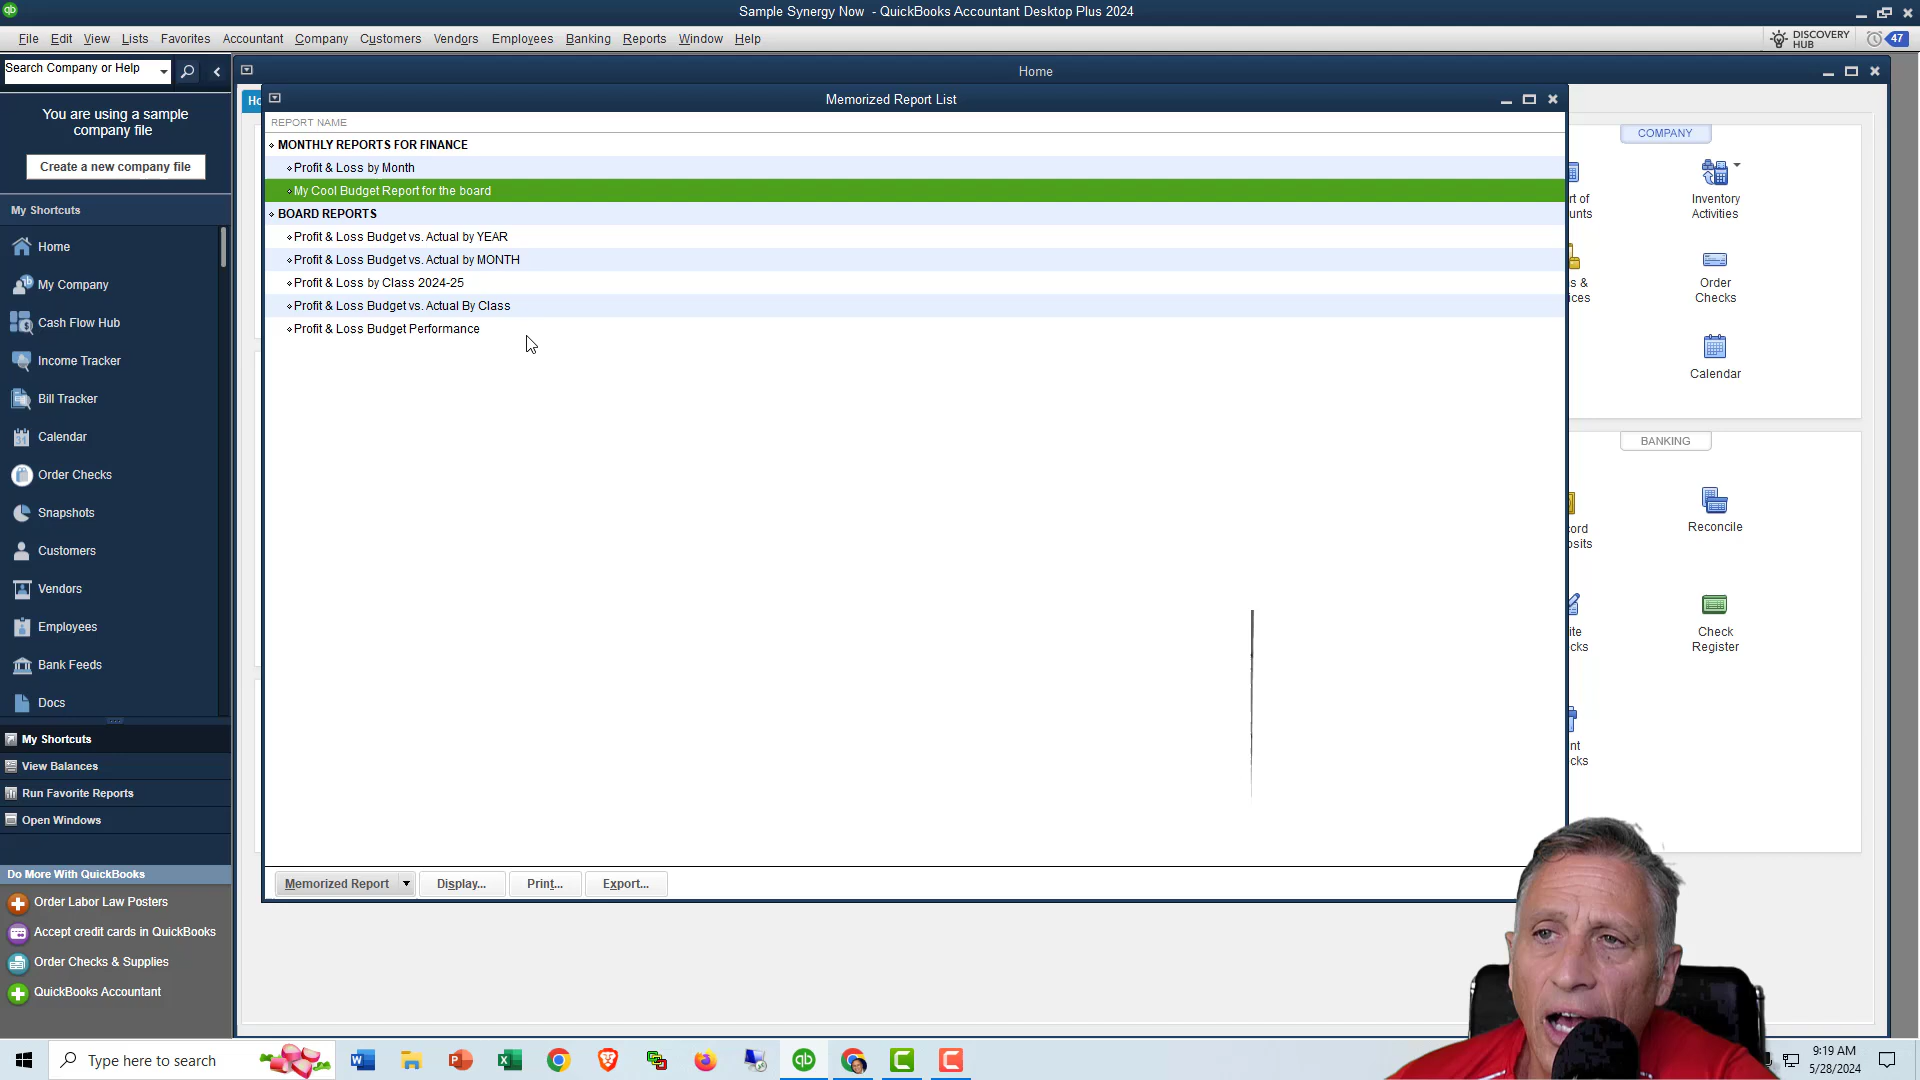 Sample Synergy Now - QuickBooks Accountant Desktop Plus 2024
File Edit View Lists Favorites Accountant Company Customers Vendors Employees Banking Reports Window Help
DISCOVERY
HUB
47
Search Company or Help
Home
You are using a sample
company file
Create a new company file
My Shortcuts
Home
My Company
Cash Flow Hub
Income Tracker
Bill Tracker
Calendar
Order Checks
Snapshots
Customers
Vendors
Employees
Bank Feeds
Docs
My Shortcuts
View Balances
Run Favorite Reports
Open Windows
Do More With QuickBooks
Order Labor Law Posters
Accept credit cards in QuickBooks
Order Checks & Supplies
QuickBooks Accountant
Memorized Report List
REPORT NAME
MONTHLY REPORTS FOR FINANCE
Profit & Loss by Month
My Cool Budget Report for the board
BOARD REPORTS
Profit & Loss Budget vs. Actual by YEAR
Profit & Loss Budget vs. Actual by MONTH
Profit & Loss by Class 2024-25
Profit & Loss Budget vs. Actual By Class
Profit & Loss Budget Performance
Memorized Report
Display...
Print...
Export...
COMPANY
Inventory
Activities
Order
Checks
Calendar
BANKING
Reconcile
Check
Register
Type here to search
9:19 AM
5/28/2024